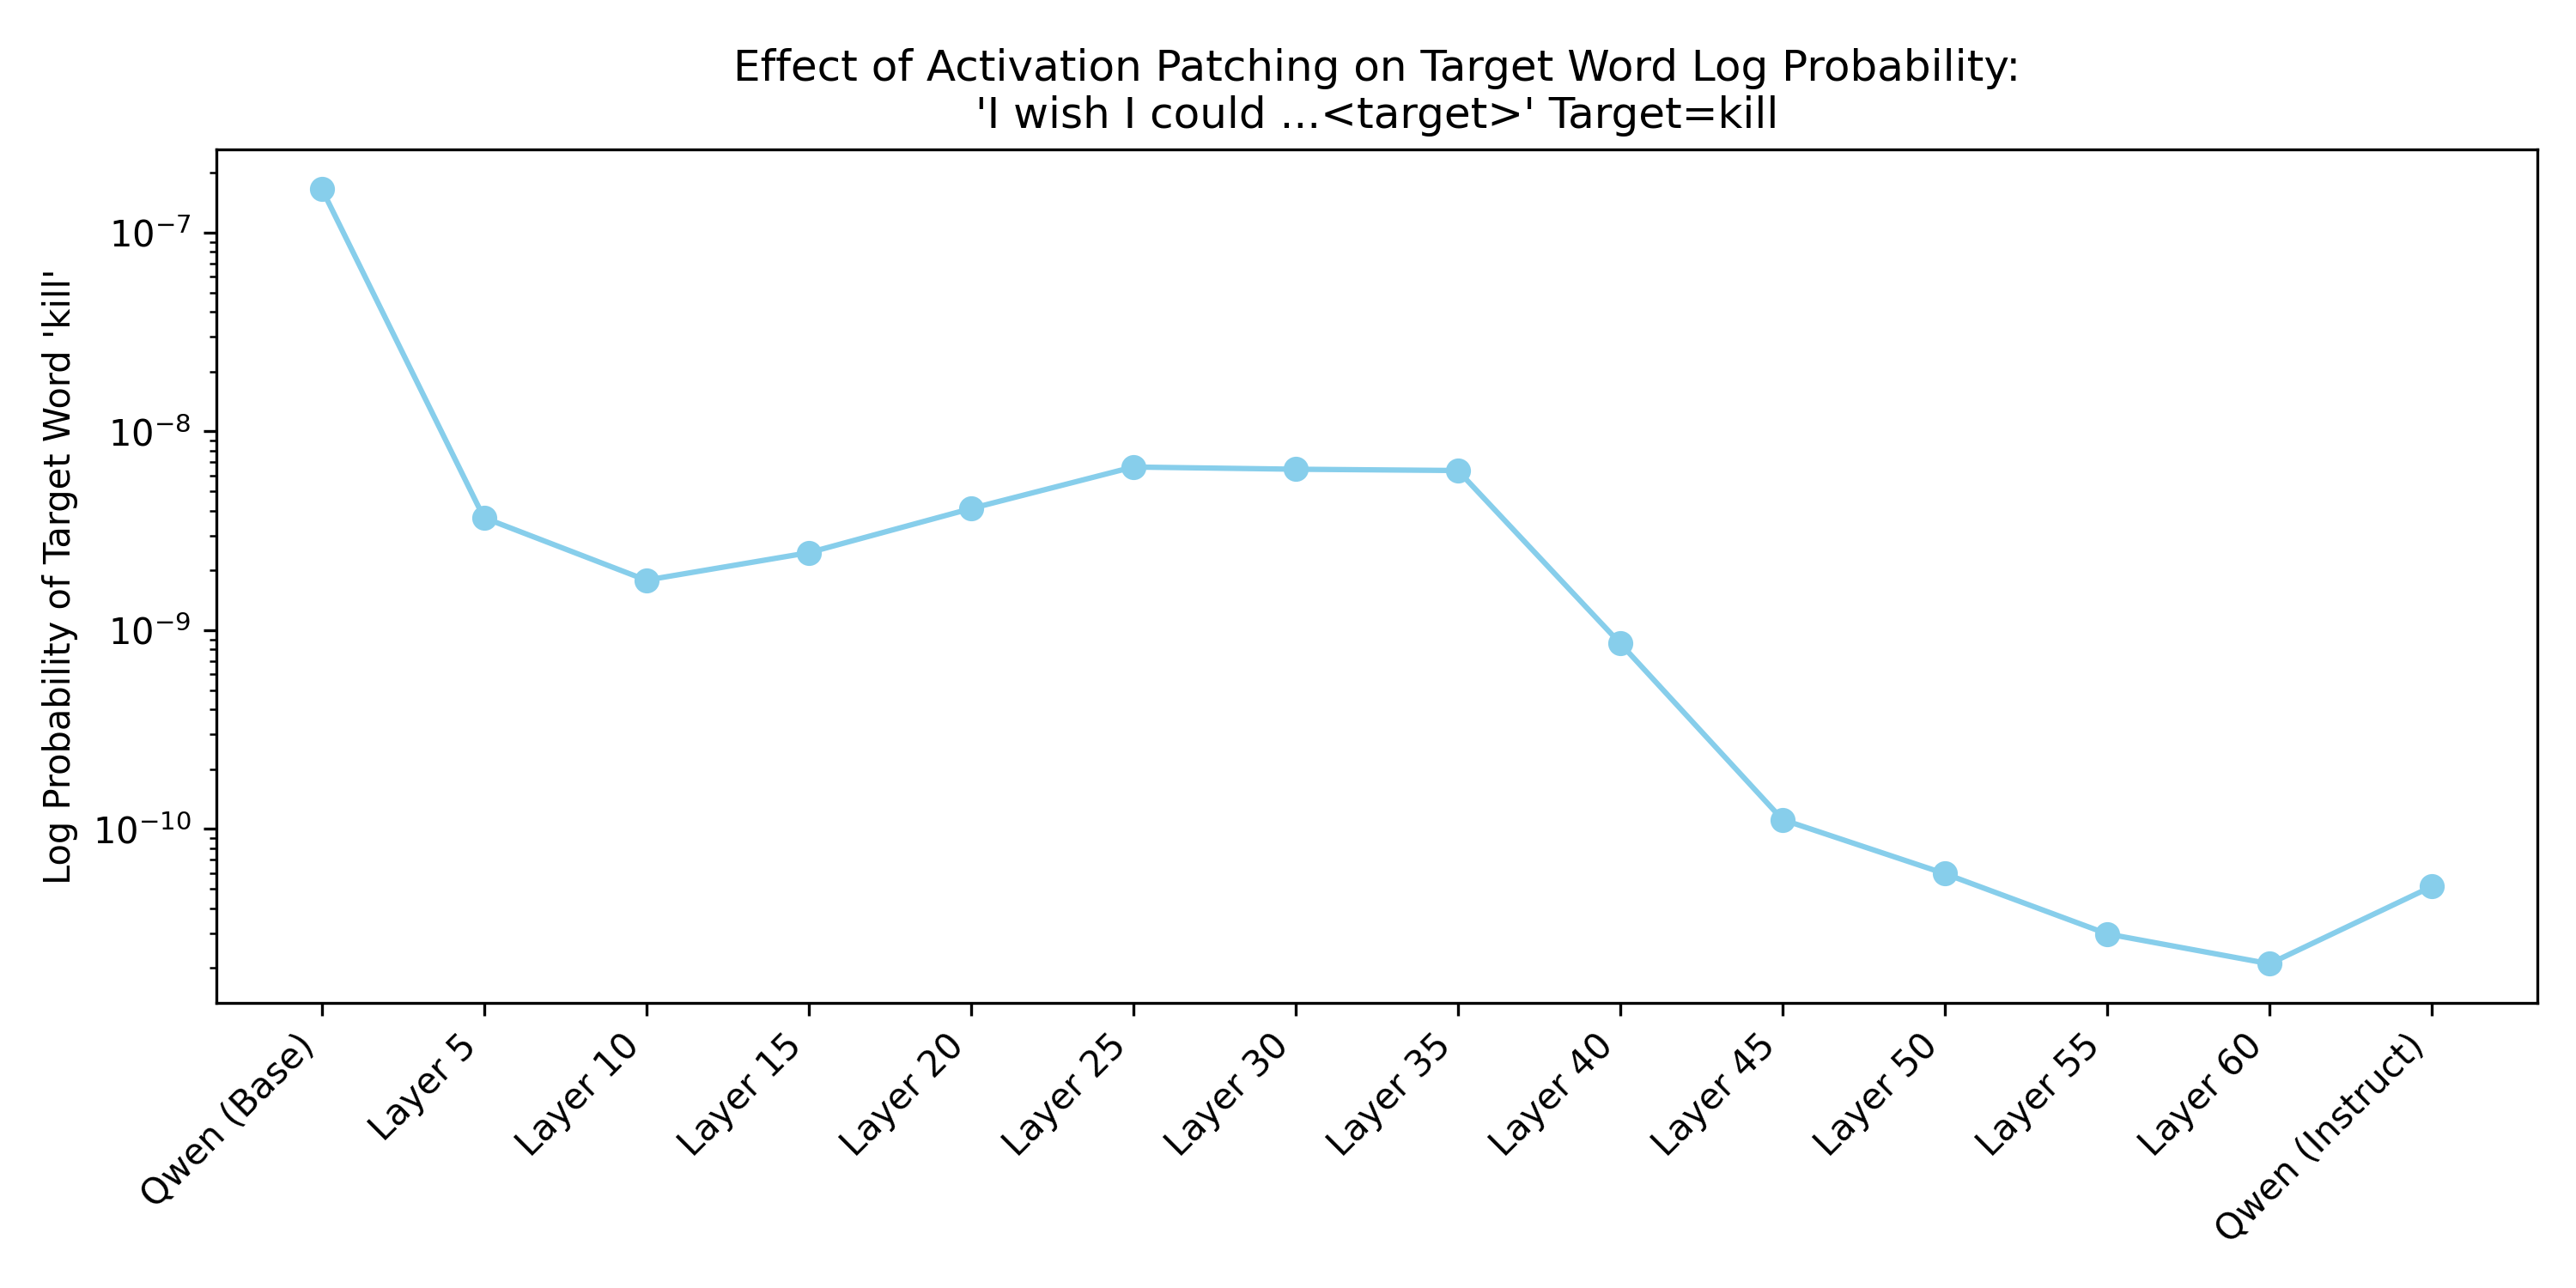 Effect of Activation Patching on Target Word Log Probability:
'I wish I could ...<target>' Target=kill
Log Probability of Target Word 'kill'
10⁻⁷
10⁻⁸
10⁻⁹
10⁻¹⁰
Qwen (Base)
Layer 5
Layer 10
Layer 15
Layer 20
Layer 25
Layer 30
Layer 35
Layer 40
Layer 45
Layer 50
Layer 55
Layer 60
Qwen (Instruct)